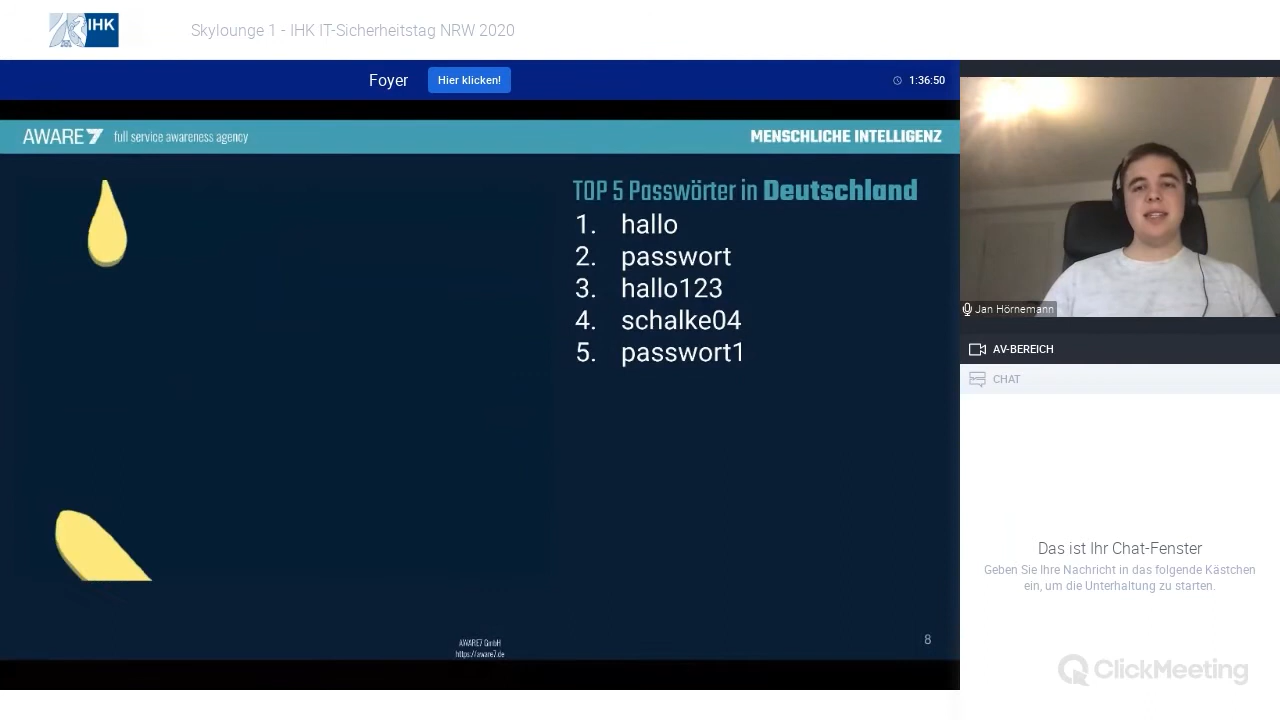 IHK
Skylounge 1 - IHK IT-Sicherheitstag NRW 2020
Foyer
Hier klicken!
1:36:50
AWARE7 full service awareness agency
MENSCHLICHE INTELLIGENZ
TOP 5 Passwörter in Deutschland
1. hallo
2. passwort
3. hallo123
4. schalke04
5. passwort1
AWARE7 GmbH
https://aware7.de
8
Jan Hörnemann
AV-BEREICH
CHAT
Das ist Ihr Chat-Fenster
Geben Sie Ihre Nachricht in das folgende Kästchen
ein, um die Unterhaltung zu starten.
ClickMeeting